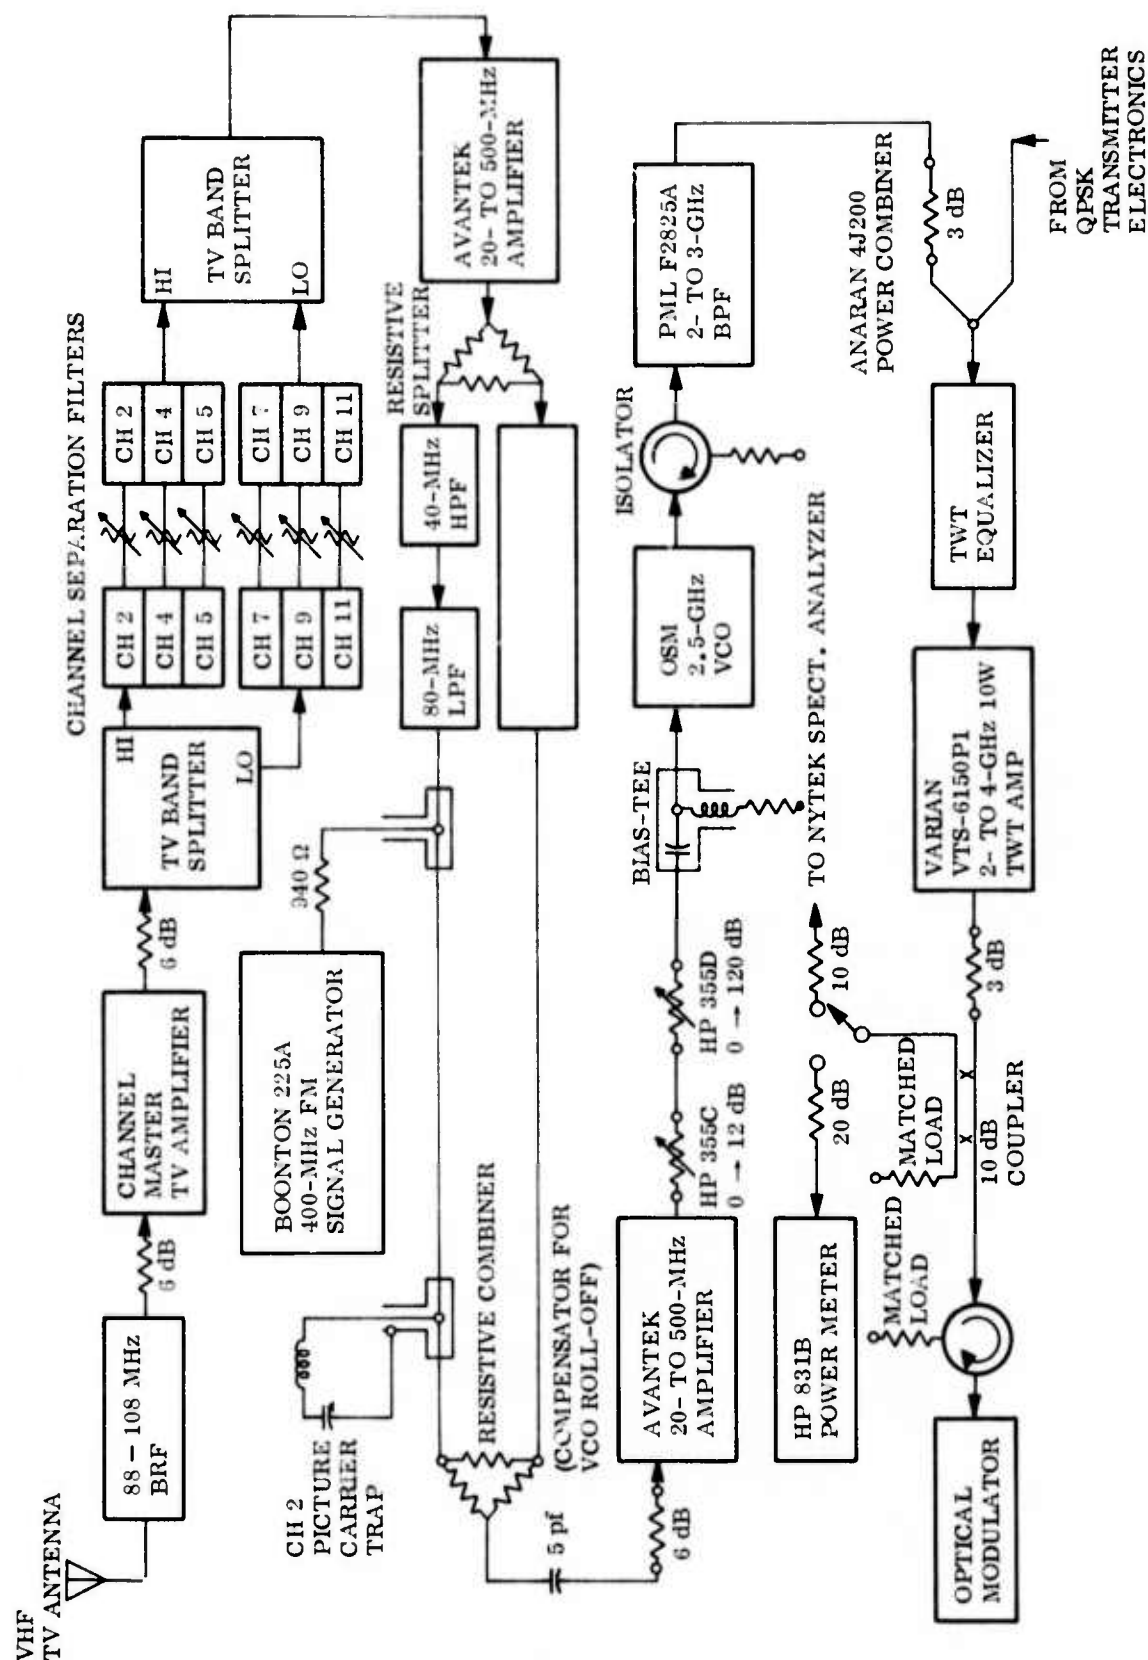 VHF
TV ANTENNA
88 – 108 MHz
BRF
6 dB
CHANNEL
MASTER
TV AMPLIFIER
6 dB
TV BAND
SPLITTER
HI
LO
CHANNEL SEPARATION FILTERS
CH 2
CH 4
CH 5
CH 7
CH 9
CH 11
CH 2
CH 4
CH 5
CH 7
CH 9
CH 11
HI
LO
TV BAND
SPLITTER
AVANTEK
20- TO 500-MHz
AMPLIFIER
RESISTIVE
SPLITTER
40-MHz
HPF
80-MHz
LPF
BOONTON 225A
400-MHz FM
SIGNAL GENERATOR
940 Ω
CH 2
PICTURE
CARRIER
TRAP
RESISTIVE COMBINER
(COMPENSATOR FOR
VCO ROLL-OFF)
5 pf
6 dB
AVANTEK
20- TO 500-MHz
AMPLIFIER
HP 355C
0 → 12 dB
HP 355D
0 → 120 dB
BIAS-TEE
OSM
2.5-GHz
VCO
ISOLATOR
PML F2825A
2- TO 3-GHz
BPF
ANARAN 4J200
POWER COMBINER
3 dB
FROM
QPSK
TRANSMITTER
ELECTRONICS
TWT
EQUALIZER
VARIAN
VTS-6150P1
2- TO 4-GHz 10W
TWT AMP
3 dB
10 dB
COUPLER
MATCHED
LOAD
TO NYTEK SPECT. ANALYZER
10 dB
20 dB
HP 831B
POWER METER
MATCHED
LOAD
OPTICAL
MODULATOR